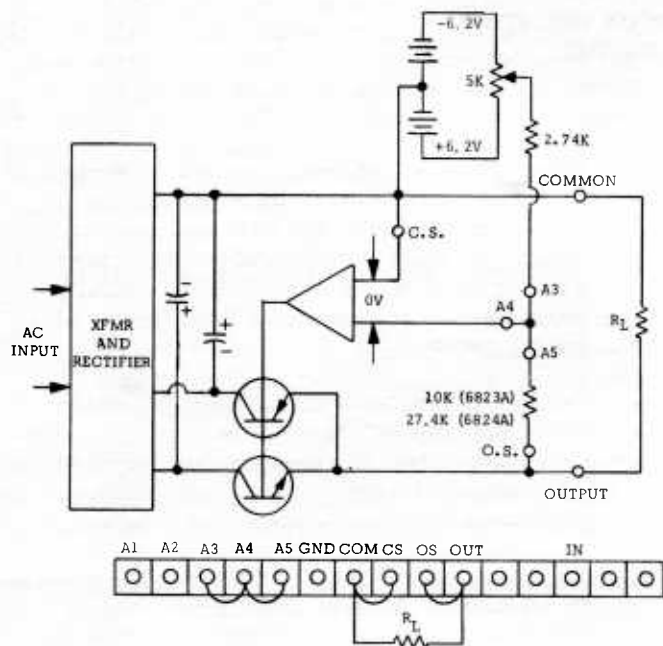 -6,2V
5K
+6,2V
2.74K
COMMON
C.S.
0V
A3
A4
A5
XFMR
AND
RECTIFIER
AC
INPUT
RL
10K (6823A)
27.4K (6824A)
O.S.
OUTPUT
A1 A2 A3 A4 A5 GND COM CS OS OUT IN
RL